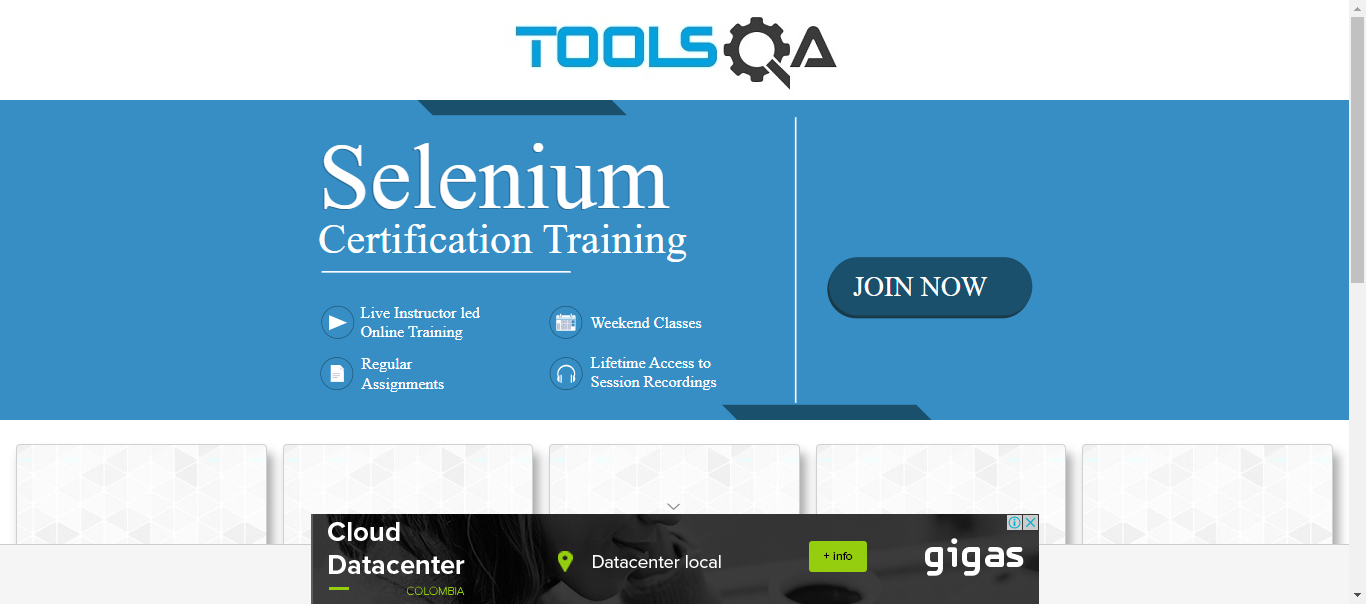 TOOLSQA
Selenium
Certification Training
Live Instructor led
Online Training
Weekend Classes
Regular
Assignments
Lifetime Access to
Session Recordings
JOIN NOW
Cloud
Datacenter
COLOMBIA
Datacenter local
+ info
gigas